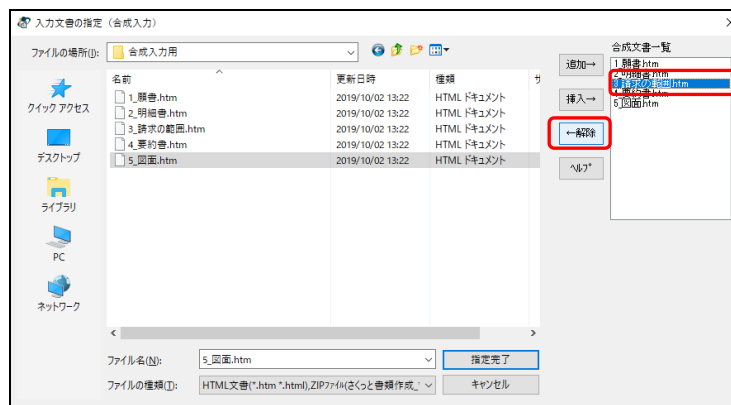 入力文書の指定（合成入力）
ファイルの場所(I):
合成入力用
名前
更新日時
種類
サ
1_願書.htm
2019/10/02 13:22
HTML ドキュメント
2_明細書.htm
2019/10/02 13:22
HTML ドキュメント
3_請求の範囲.htm
2019/10/02 13:22
HTML ドキュメント
4_要約書.htm
2019/10/02 13:22
HTML ドキュメント
5_図面.htm
2019/10/02 13:22
HTML ドキュメント
クイック アクセス
デスクトップ
ライブラリ
PC
ネットワーク
ファイル名(N):
5_図面.htm
指定完了
ファイルの種類(T):
HTML文書(*.htm *.html),ZIPファイル(さくっと書類作成_*
キャンセル
追加→
挿入→
←解除
ヘルプ
合成文書一覧
1_願書.htm
2_明細書.htm
3_請求の範囲.htm
4_要約書.htm
5_図面.htm